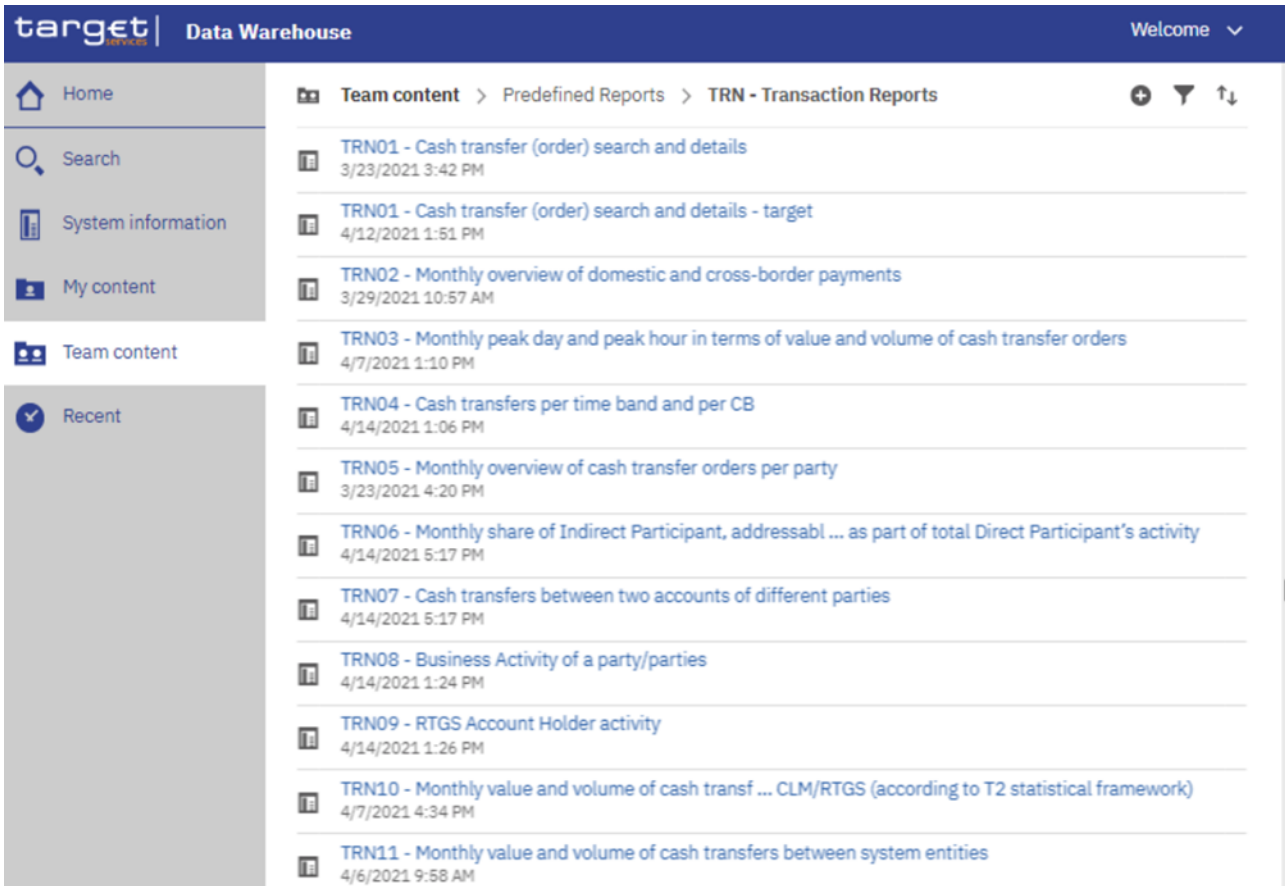 target services | Data Warehouse
Welcome
Home
Search
System information
My content
Team content
Recent
Team content > Predefined Reports > TRN - Transaction Reports
TRN01 - Cash transfer (order) search and details
3/23/2021 3:42 PM
TRN01 - Cash transfer (order) search and details - target
4/12/2021 1:51 PM
TRN02 - Monthly overview of domestic and cross-border payments
3/29/2021 10:57 AM
TRN03 - Monthly peak day and peak hour in terms of value and volume of cash transfer orders
4/7/2021 1:10 PM
TRN04 - Cash transfers per time band and per CB
4/14/2021 1:06 PM
TRN05 - Monthly overview of cash transfer orders per party
3/23/2021 4:20 PM
TRN06 - Monthly share of Indirect Participant, addressabl ... as part of total Direct Participant's activity
4/14/2021 5:17 PM
TRN07 - Cash transfers between two accounts of different parties
4/14/2021 5:17 PM
TRN08 - Business Activity of a party/parties
4/14/2021 1:24 PM
TRN09 - RTGS Account Holder activity
4/14/2021 1:26 PM
TRN10 - Monthly value and volume of cash transf ... CLM/RTGS (according to T2 statistical framework)
4/7/2021 4:34 PM
TRN11 - Monthly value and volume of cash transfers between system entities
4/6/2021 9:58 AM